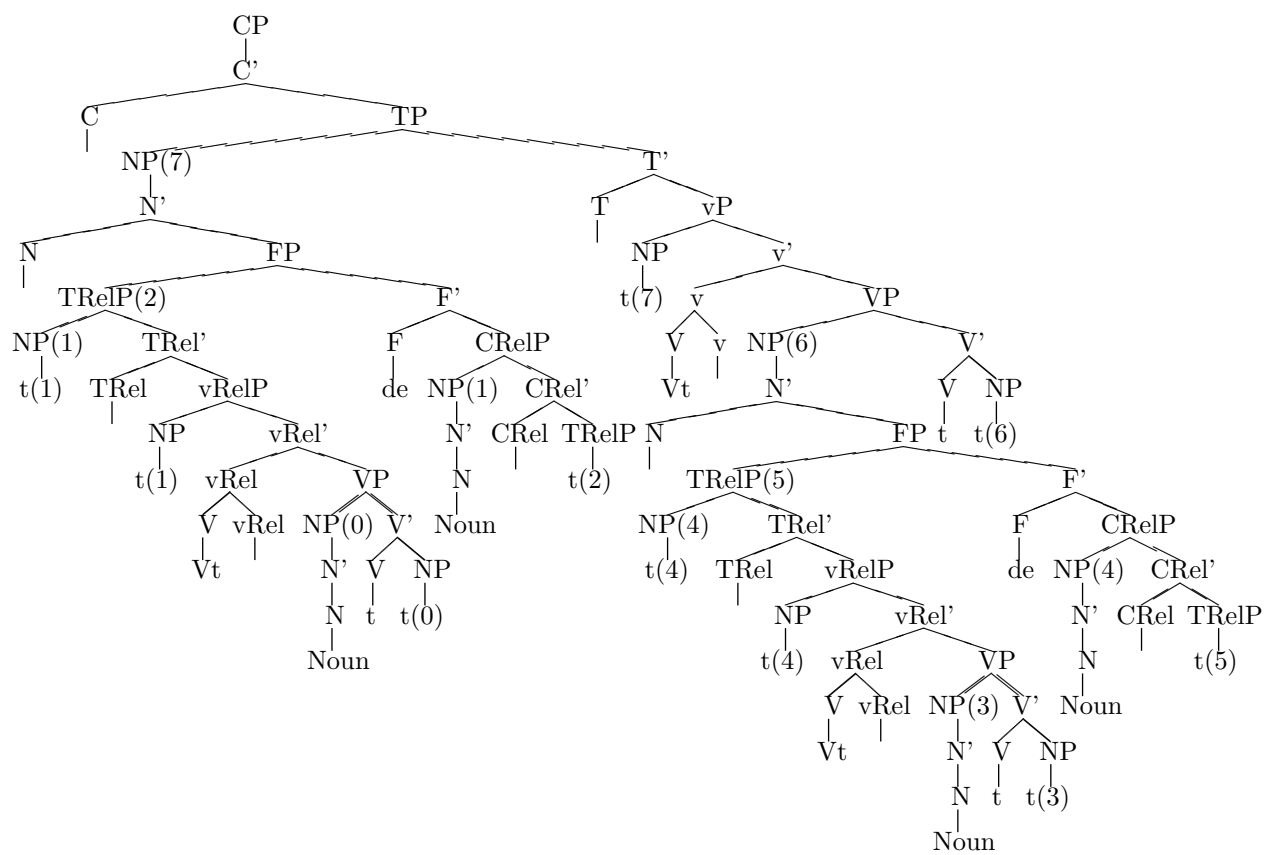 CP
C'
C TP
NP(7) T'
N' T vP
N FP NP v'
TRelP(2) F' t(7) v VP
NP(1) TRel' F CRelP V v NP(6) V'
t(1) TRel vRelP de NP(1) CRel' Vt N' V NP
NP vRel' N' CRel TRelP N FP t t(6)
t(1) vRel VP N t(2) TRelP(5) F'
V vRel NP(0) V' Noun NP(4) TRel' F CRelP
Vt N' V NP t(4) TRel vRelP de NP(4) CRel'
N t t(0) NP vRel' N' CRel TRelP
Noun t(4) vRel VP N t(5)
V vRel NP(3) V' Noun
Vt N' V NP
N t t(3)
Noun